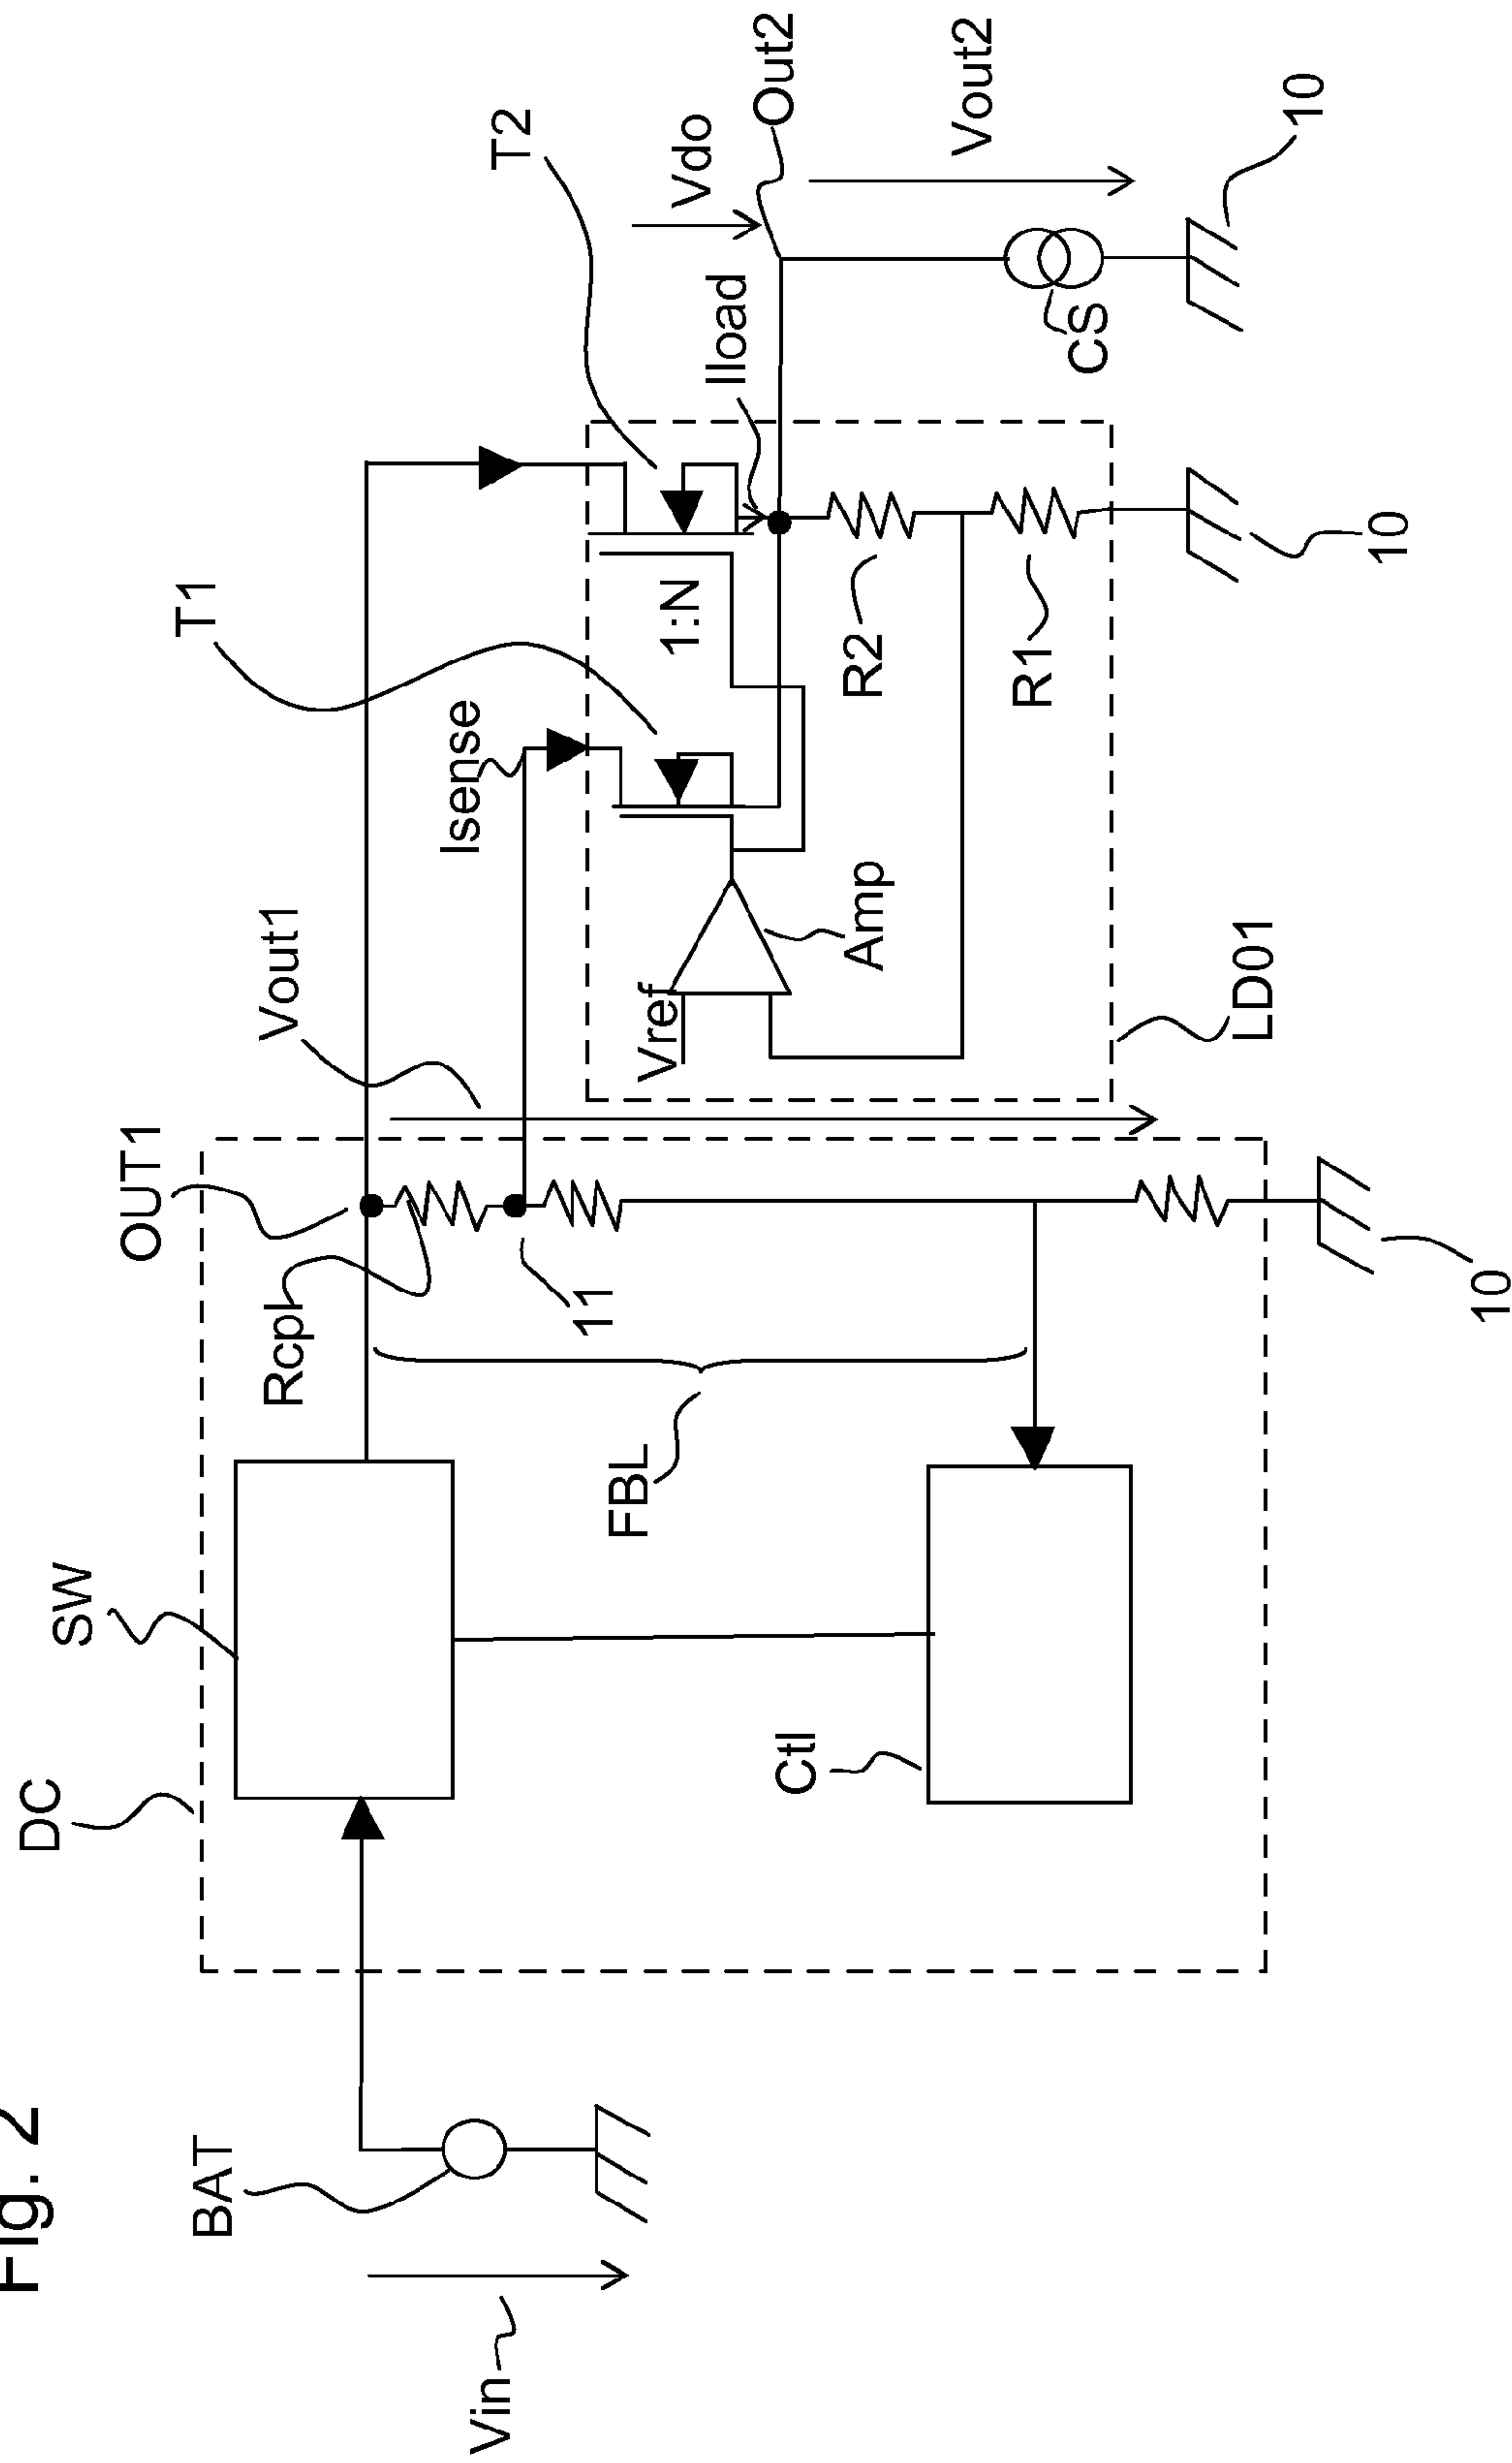 Fig. 2
Vin
BAT
DC
SW
Ctl
FBL
OUT1
Rcpl
11
10
Vout1
Isense
Vref
Amp
LD01
T1
1:N
R2
R1
10
T2
Iload
Vdo
Out2
Vout2
CS
10